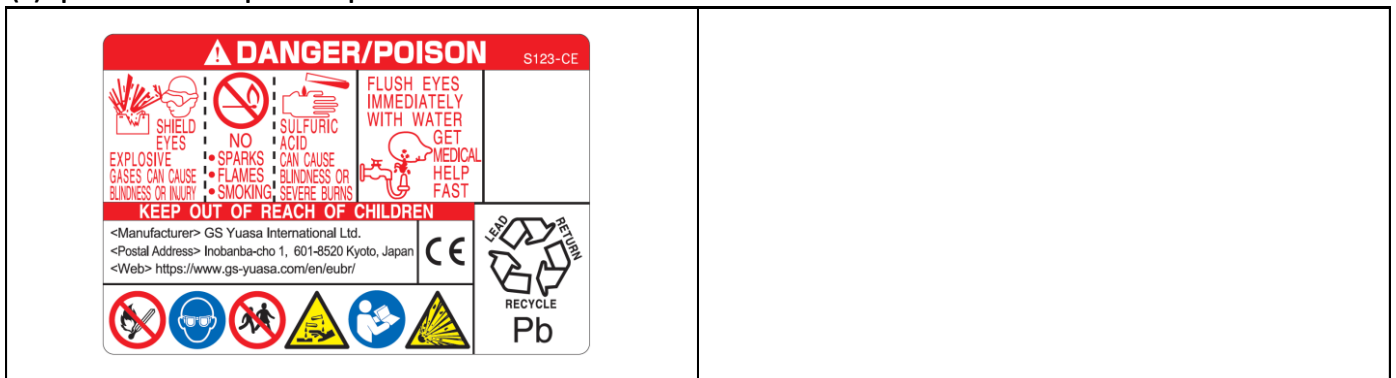 DANGER/POISON
S123-CE
SHIELD
EYES
EXPLOSIVE
GASES CAN CAUSE
BLINDNESS OR INJURY
NO
• SPARKS
• FLAMES
• SMOKING
SULFURIC
ACID
CAN CAUSE
BLINDNESS OR
SEVERE BURNS
FLUSH EYES
IMMEDIATELY
WITH WATER
GET
MEDICAL
HELP
FAST
KEEP OUT OF REACH OF CHILDREN
<Manufacturer> GS Yuasa International Ltd.
<Postal Address> Inobanba-cho 1, 601-8520 Kyoto, Japan
<Web> https://www.gs-yuasa.com/en/eubr/
CE
LEAD
RETURN
RECYCLE
Pb